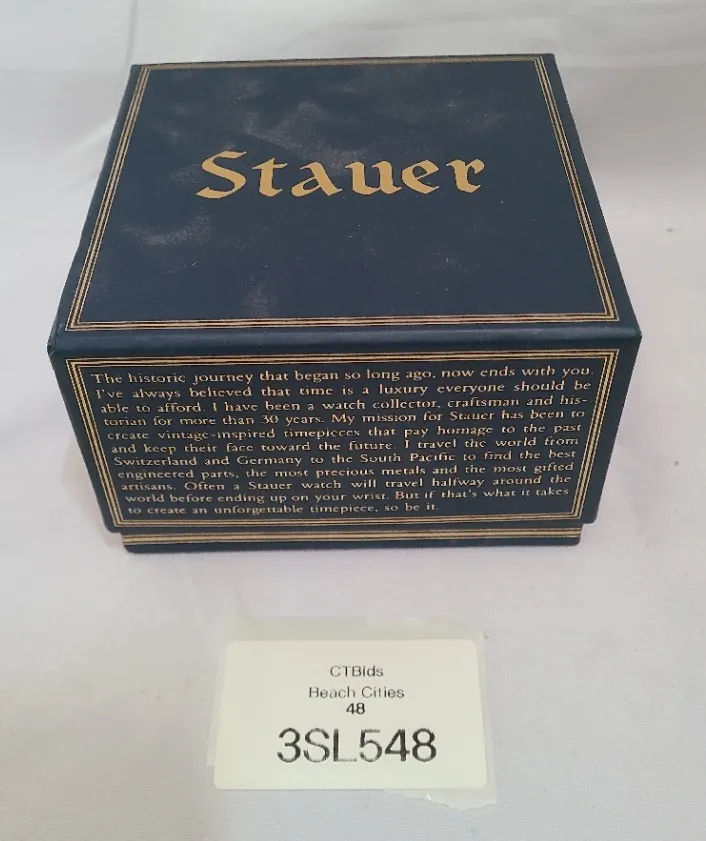 Stauer
The historic journey that began so long ago, now ends with you.
I've always believed that time is a luxury everyone should be
able to afford. I have been a watch collector, craftsman and his-
torian for more than 30 years. My mission for Stauer has been to
create vintage-inspired timepieces that pay homage to the past
and keep their face toward the future. I travel the world from
Switzerland and Germany to the South Pacific to find the best
engineered parts, the most precious metals and the most gifted
artisans. Often a Stauer watch will travel halfway around the
world before ending up on your wrist. But if that's what it takes
to create an unforgettable timepiece, so be it.
CTBids
Beach Cities
48
3SL548